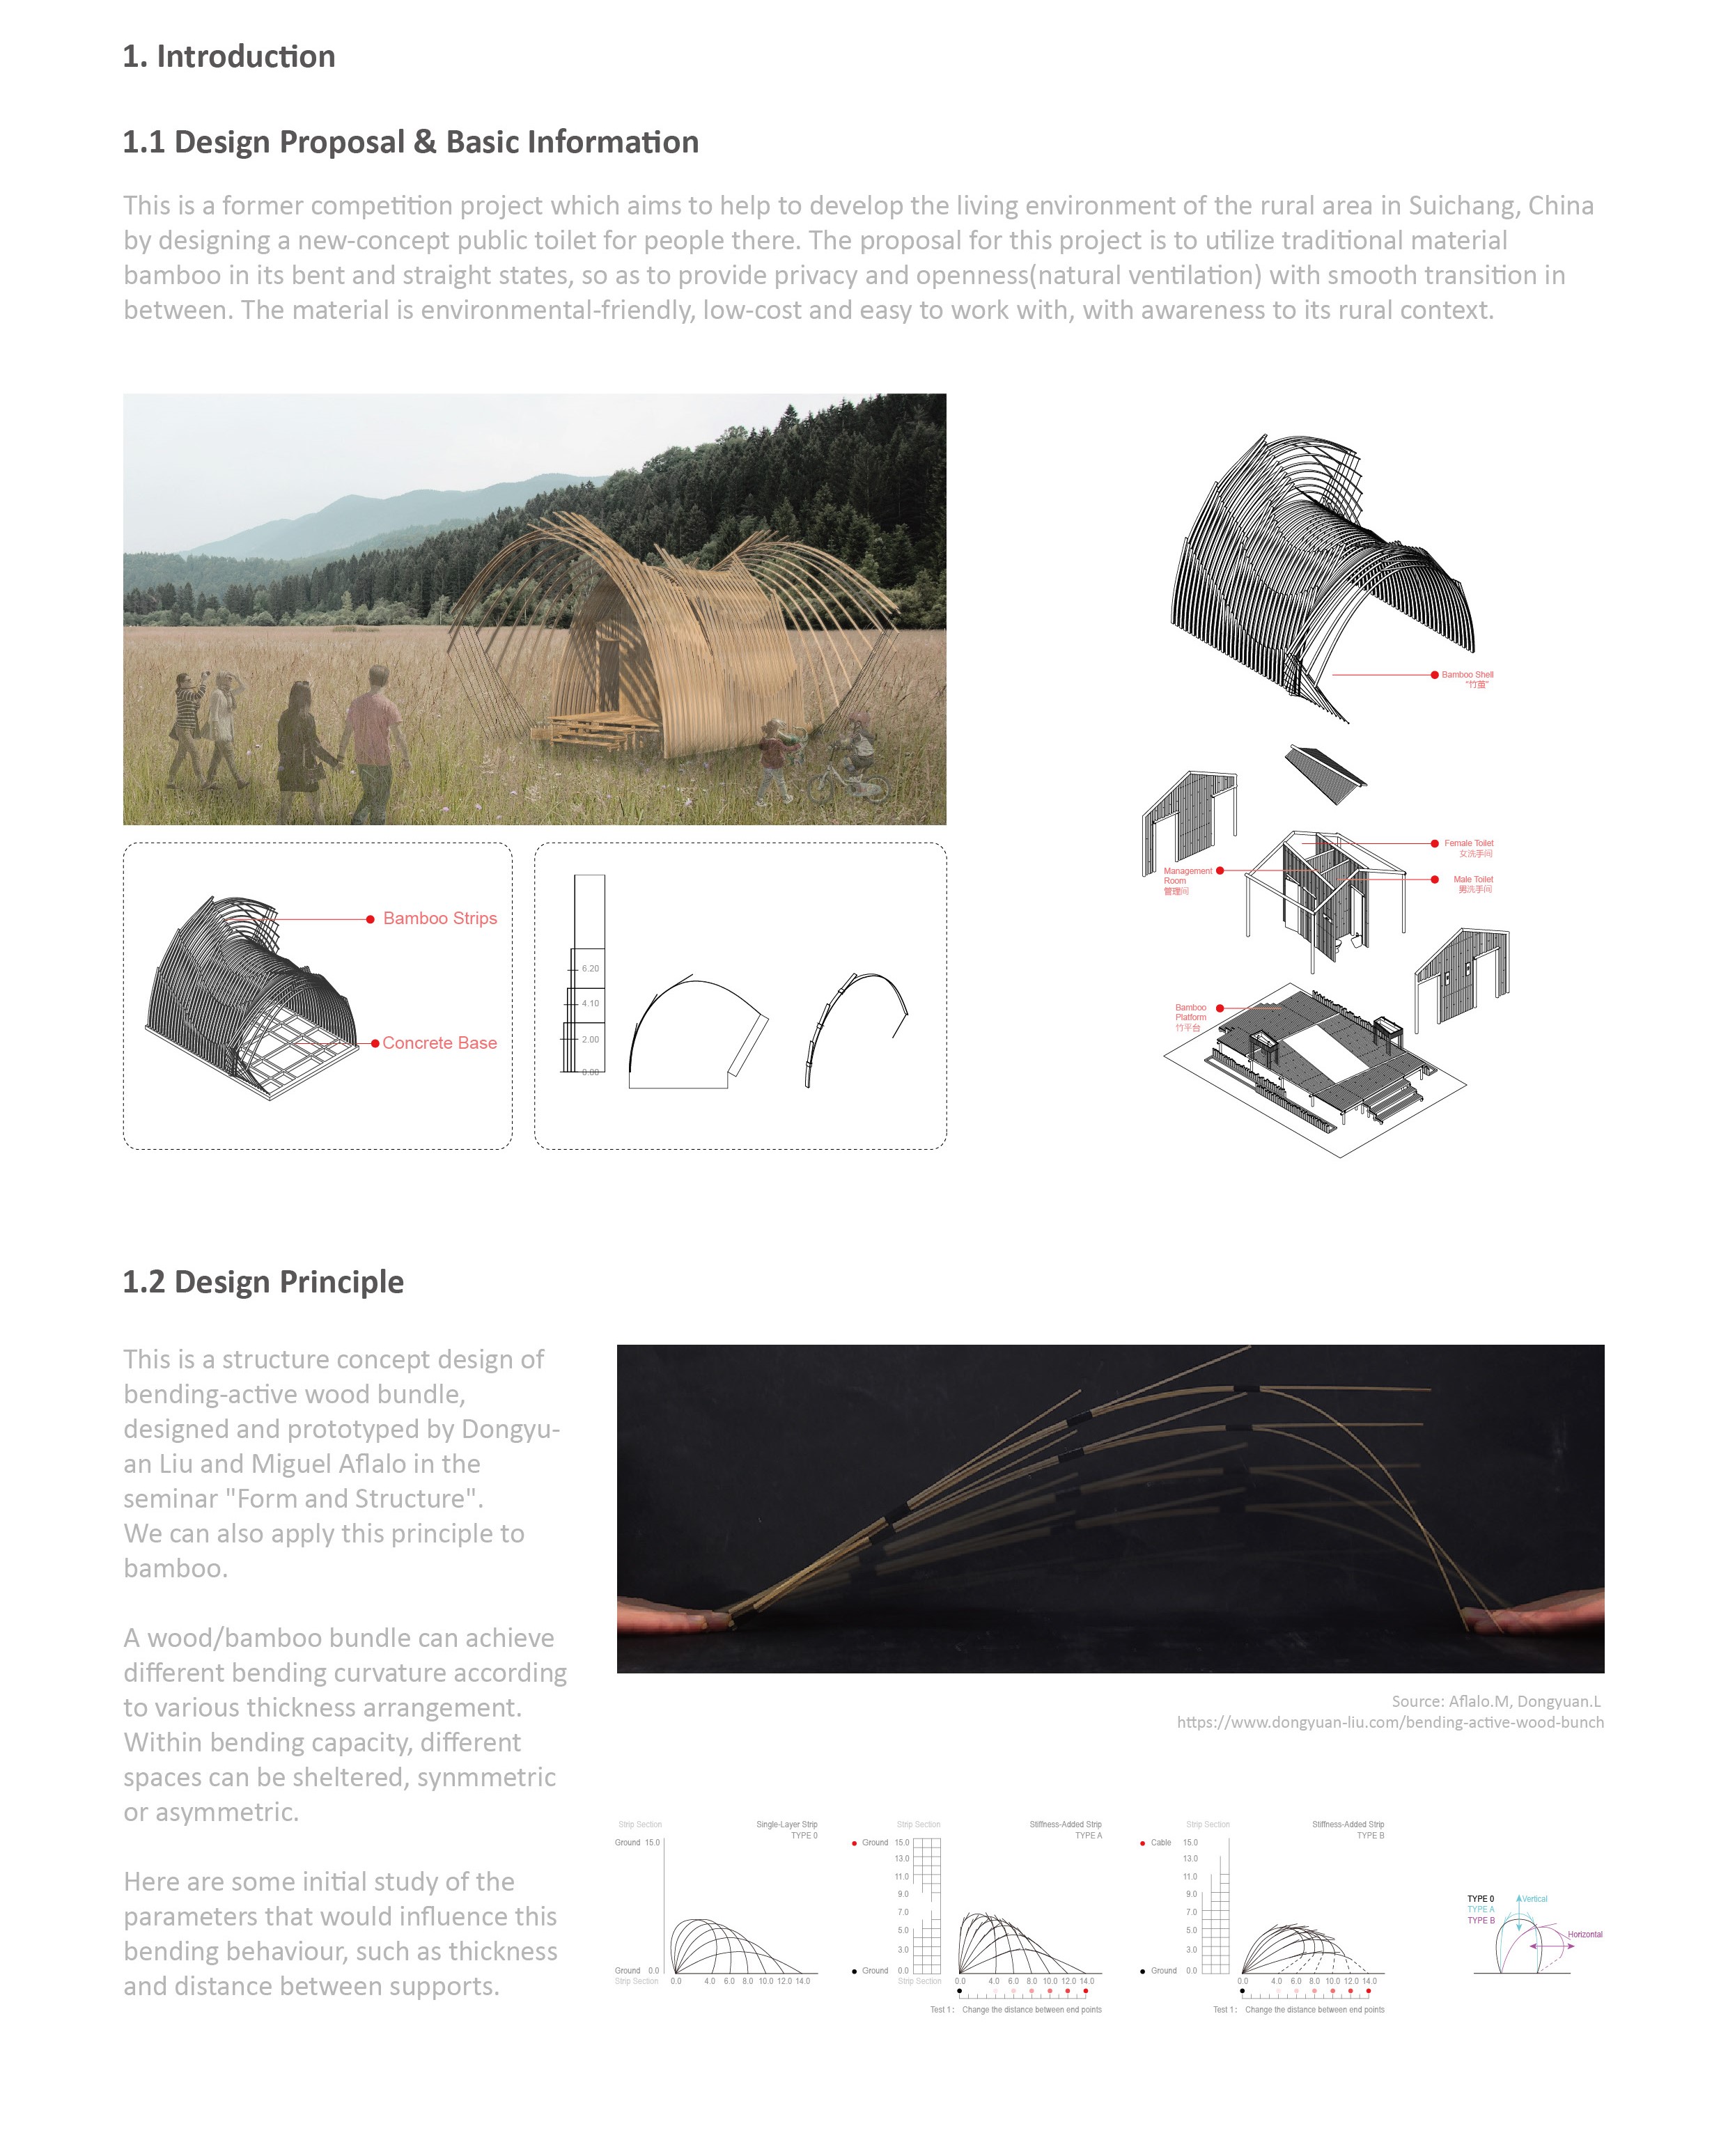 1. Introduction
1.1 Design Proposal & Basic Information
This is a former competition project which aims to help to develop the living environment of the rural area in Suichang, China
by designing a new-concept public toilet for people there. The proposal for this project is to utilize traditional material
bamboo in its bent and straight states, so as to provide privacy and openness(natural ventilation) with smooth transition in
between. The material is environmental-friendly, low-cost and easy to work with, with awareness to its rural context.
Bamboo Shell
"竹茧"
Female Toilet
女洗手间
Management
Room
管理间
Male Toilet
男洗手间
Bamboo
Platform
竹平台
Bamboo Strips
Concrete Base
6.20
4.10
2.00
0.00
1.2 Design Principle
This is a structure concept design of
bending-active wood bundle,
designed and prototyped by Dongyu-
an Liu and Miguel Aflalo in the
seminar "Form and Structure".
We can also apply this principle to
bamboo.
A wood/bamboo bundle can achieve
different bending curvature according
to various thickness arrangement.
Within bending capacity, different
spaces can be sheltered, synmmetric
or asymmetric.
Here are some initial study of the
parameters that would influence this
bending behaviour, such as thickness
and distance between supports.
Source: Aflalo.M, Dongyuan.L
https://www.dongyuan-liu.com/bending-active-wood-bunch
Strip Section
Single-Layer Strip
TYPE 0
Ground 15.0
Ground 0.0
Strip Section 0.0 4.0 6.0 8.0 10.0 12.0 14.0
Strip Section
Stiffness-Added Strip
TYPE A
Ground 15.0
13.0
11.0
9.0
7.0
5.0
3.0
Ground 0.0
Strip Section 0.0 4.0 6.0 8.0 10.0 12.0 14.0
Test 1: Change the distance between end points
Strip Section
Stiffness-Added Strip
TYPE B
Cable 15.0
13.0
11.0
9.0
7.0
5.0
3.0
Ground 0.0
0.0 4.0 6.0 8.0 10.0 12.0 14.0
Test 1: Change the distance between end points
TYPE 0
TYPE A
TYPE B
Vertical
Horizontal